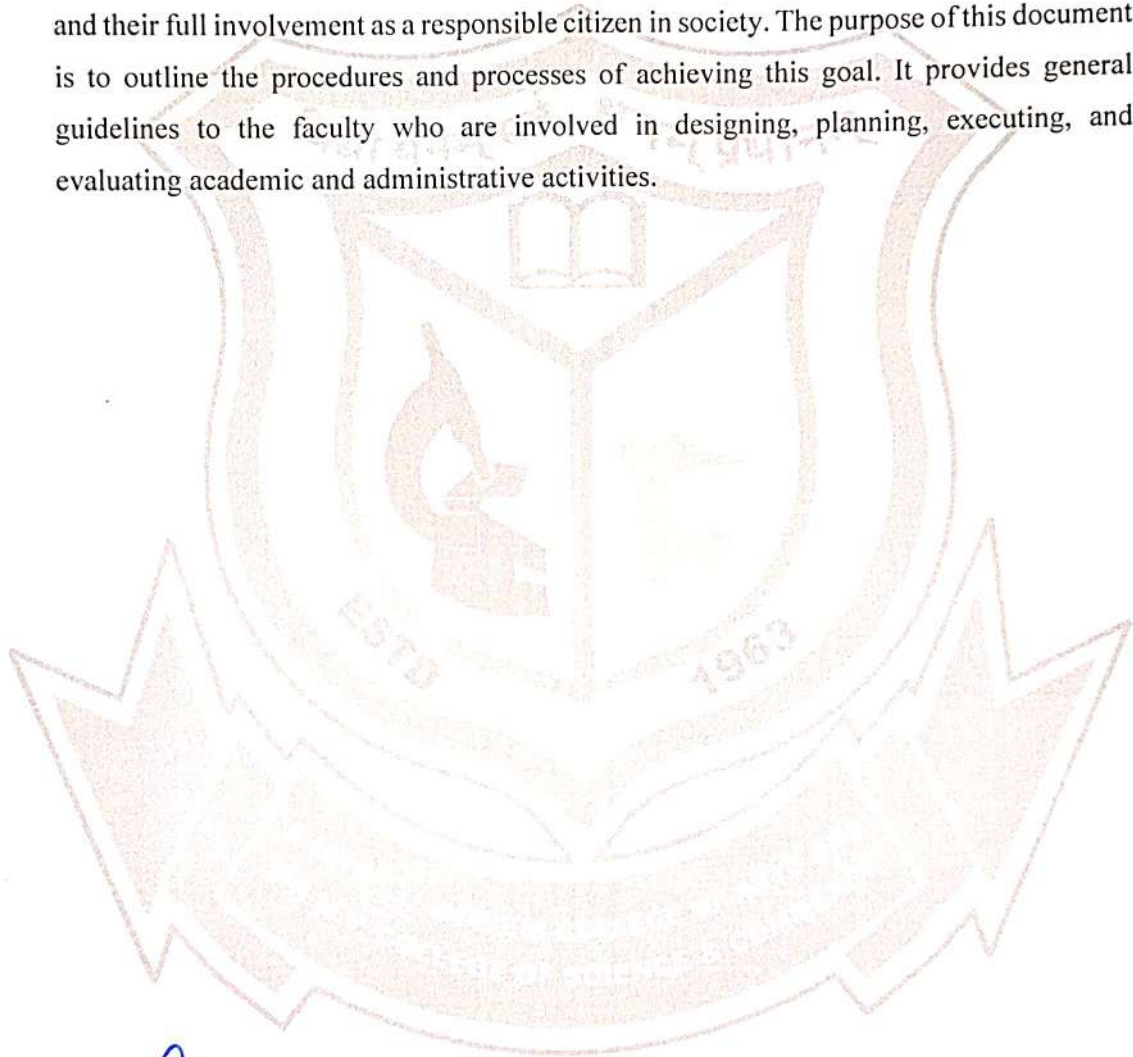 and their full involvement as a responsible citizen in society. The purpose of this document
is to outline the procedures and processes of achieving this goal. It provides general
guidelines to the faculty who are involved in designing, planning, executing, and
evaluating academic and administrative activities.
ESTD
1963